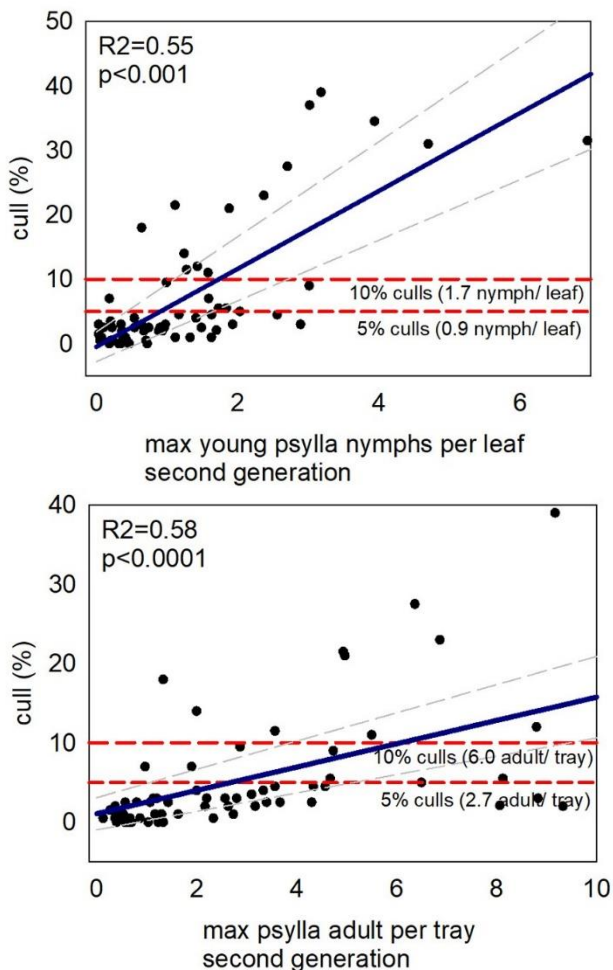 50
R2=0.55
p<0.001
40
30
cull (%)
20
10
10% culls (1.7 nymph/ leaf)
5% culls (0.9 nymph/ leaf)
0
0 2 4 6
max young psylla nymphs per leaf
second generation
40
R2=0.58
p<0.0001
30
cull (%)
20
10
10% culls (6.0 adult/ tray)
5% culls (2.7 adult/ tray)
0
0 2 4 6 8 10
max psylla adult per tray
second generation